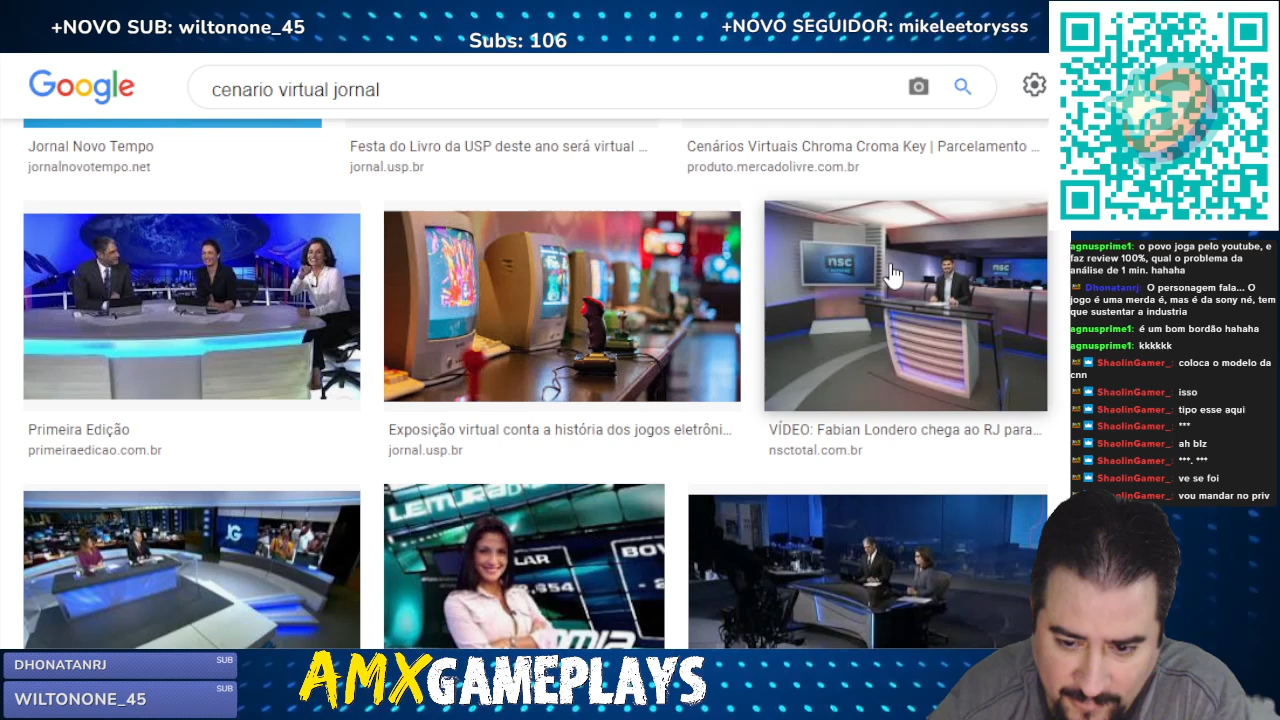 +NOVO SUB: wiltonone_45
Subs: 106
+NOVO SEGUIDOR: mikeleetorysss
Google
cenario virtual jornal
Jornal Novo Tempo
jornalnovotempo.net
Festa do Livro da USP deste ano será virtual ...
jornal.usp.br
Cenários Virtuais Chroma Croma Key | Parcelamento ...
produto.mercadolivre.com.br
nsc
nsc
Primeira Edição
primeiraedicao.com.br
Exposição virtual conta a história dos jogos eletrôni...
jornal.usp.br
VÍDEO: Fabian Londero chega ao RJ para...
nsctotal.com.br
JG
LEITURA
LAR
BOV
agnusprime1: o povo joga pelo youtube, e
faz review 100%, qual o problema da
análise de 1 min. hahaha
Dhonatanrj: O personagem fala... O
jogo é uma merda é, mas é da sony né, tem
que sustentar a industria
agnusprime1: é um bom bordão hahaha
agnusprime1: kkkkkk
ShaolinGamer_: coloca o modelo da
cnn
ShaolinGamer_: isso
ShaolinGamer_: tipo esse aqui
ShaolinGamer_: ***
ShaolinGamer_: ah blz
ShaolinGamer_: ***. ***
ShaolinGamer_: ve se foi
vou mandar no priv
DHONATANRJ
SUB
WILTONONE_45
SUB
AMXGAMEPLAYS